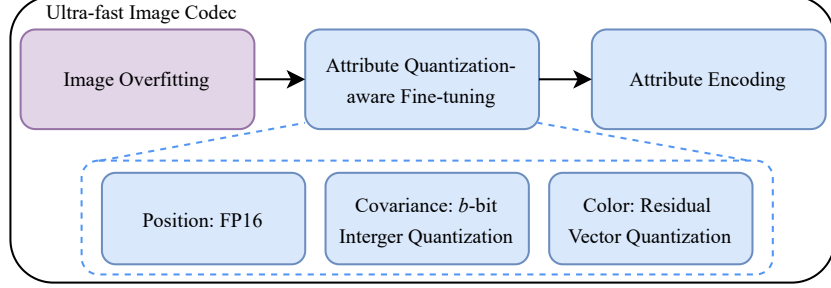 Ultra-fast Image Codec
Image Overfitting
Attribute Quantization-
aware Fine-tuning
Attribute Encoding
Position: FP16
Covariance: b-bit
Interger Quantization
Color: Residual
Vector Quantization